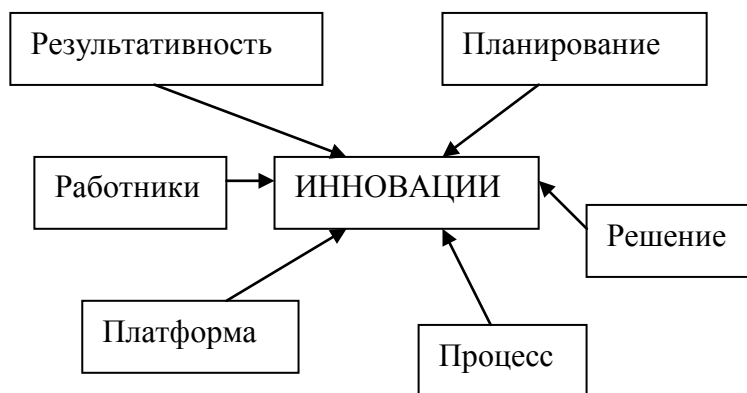 Результативность
Планирование
Работники
ИННОВАЦИИ
Решение
Платформа
Процесс